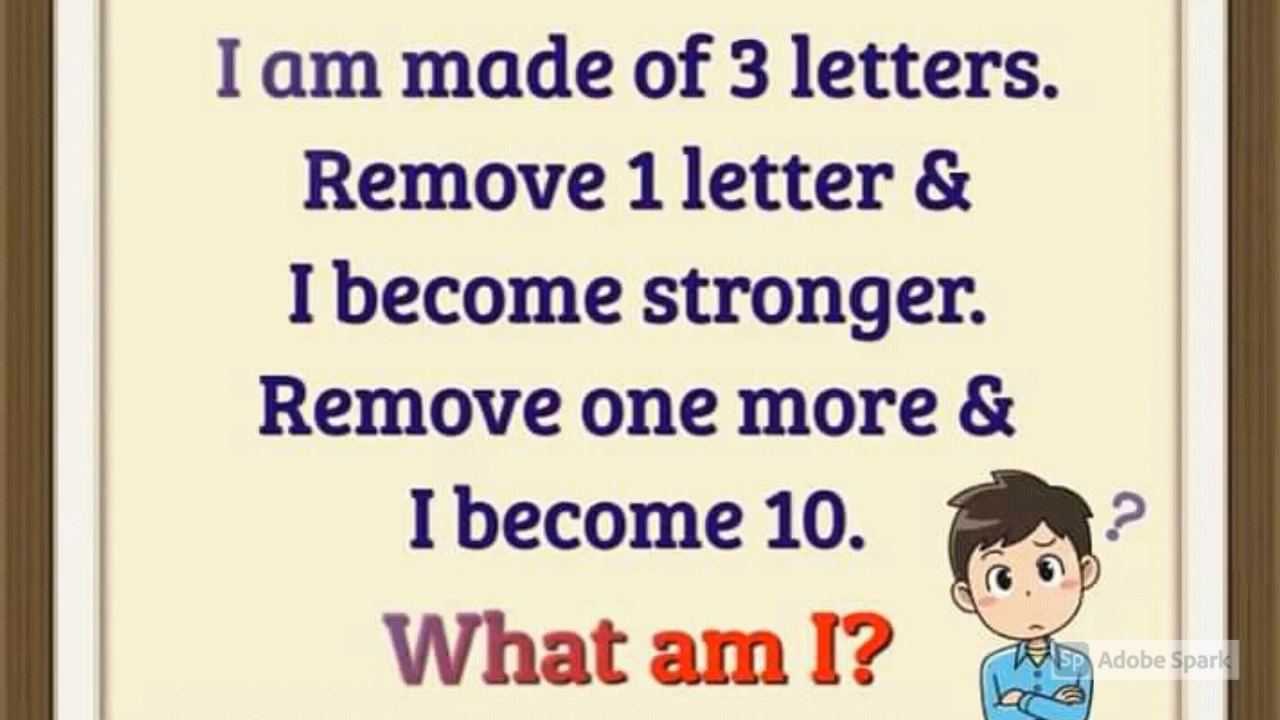 I am made of 3 letters.
Remove 1 letter &
I become stronger.
Remove one more &
I become 10.
?
What am I?
Sp Adobe Spark